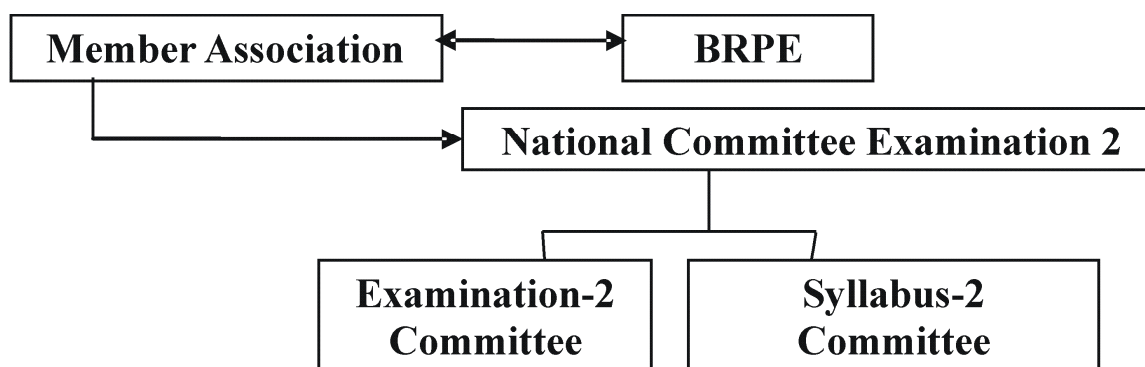 Member Association
BRPE
National Committee Examination 2
Examination-2
Committee
Syllabus-2
Committee